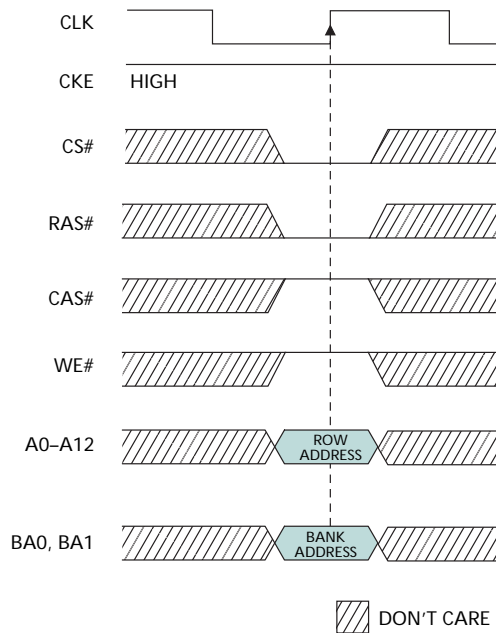 CLK
CKE HIGH
CS#
RAS#
CAS#
WE#
A0–A12 ROW
ADDRESS
BA0, BA1 BANK
ADDRESS
DON'T CARE